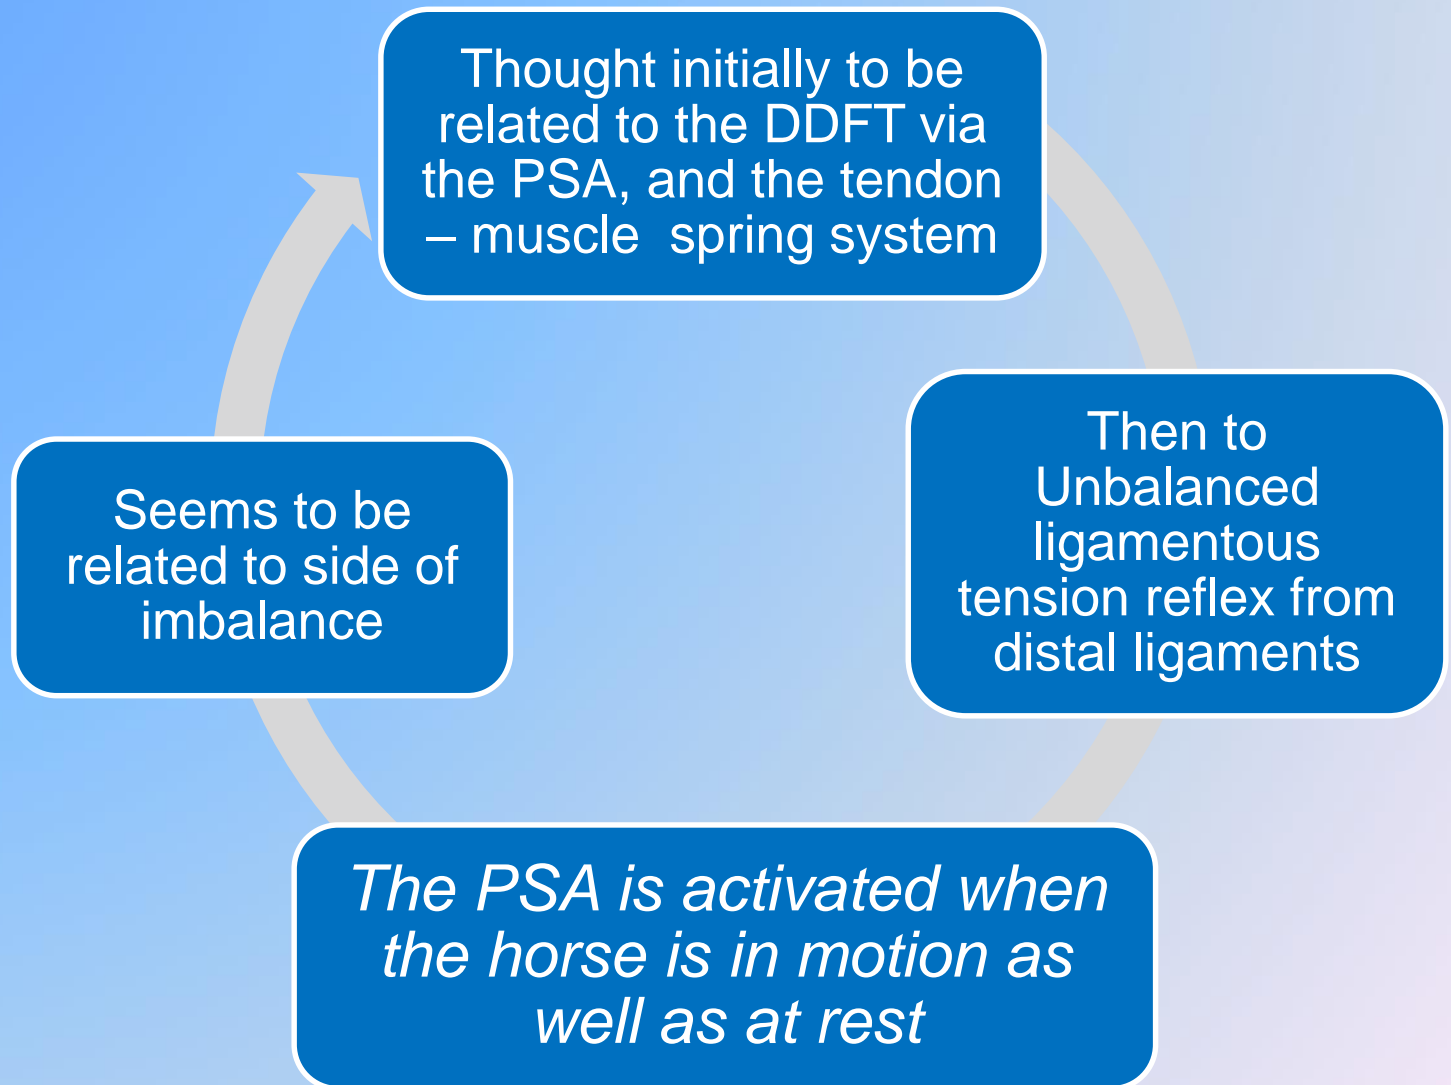 Thought initially to be
related to the DDFT via
the PSA, and the tendon
– muscle  spring system
Then to
Unbalanced
ligamentous
tension reflex from
distal ligaments
The PSA is activated when
the horse is in motion as
well as at rest
Seems to be
related to side of
imbalance